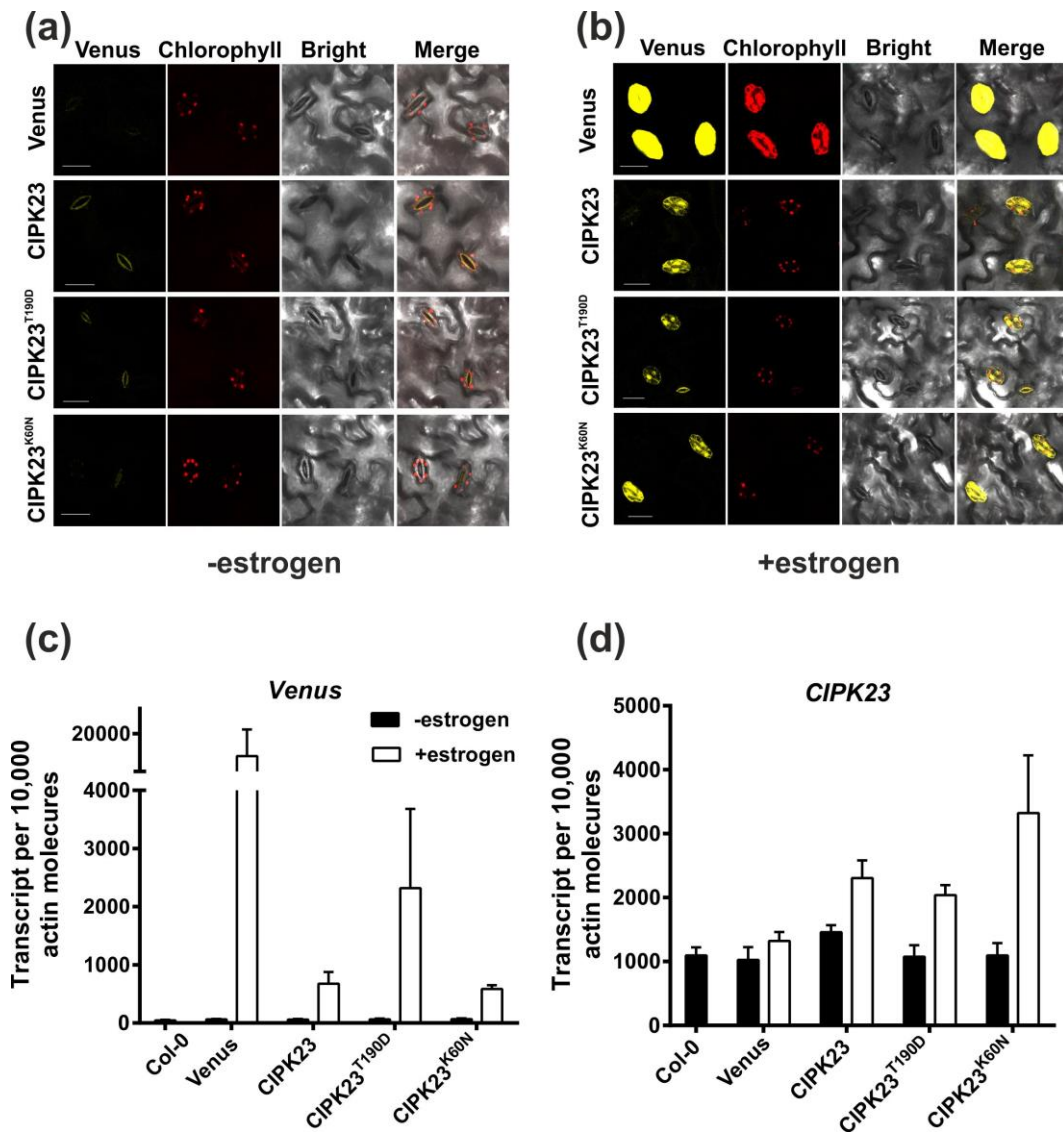 (a)
Venus Chlorophyll Bright Merge
Venus
CIPK23
CIPK23T190D
CIPK23K60N
-estrogen
(b)
Venus Chlorophyll Bright Merge
Venus
CIPK23
CIPK23T190D
CIPK23K60N
+estrogen
(c)
Venus
-estrogen
+estrogen
Transcript per 10,000
actin molecures
20000
4000
3000
2000
1000
0
Col-0
Venus
CIPK23
CIPK23T190D
CIPK23K60N
(d)
CIPK23
Transcript per 10,000
actin molecures
5000
4000
3000
2000
1000
0
Col-0
Venus
CIPK23
CIPK23T190D
CIPK23K60N